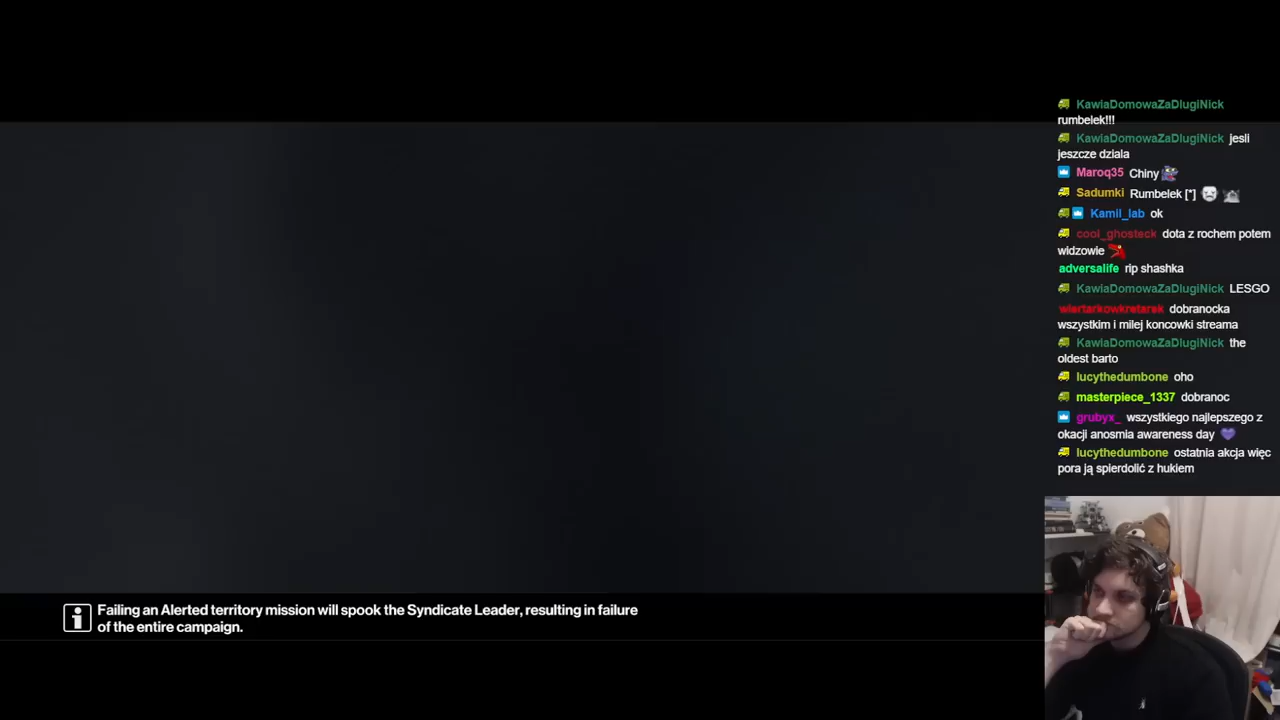 KawiaDomowaZaDlugiNick
rumbelek!!!
KawiaDomowaZaDlugiNick jesli
jeszcze dziala
Maroq35 Chiny
Sadumki Rumbelek [*]
Kamil_lab ok
cool_ghosteck dota z rochem potem
widzowie
adversalife rip shashka
KawiaDomowaZaDlugiNick LESGO
wiertarkowkretarek dobranocka
wszystkim i milej koncowki streama
KawiaDomowaZaDlugiNick the
oldest barto
lucythedumbone oho
masterpiece_1337 dobranoc
grubyx_ wszystkiego najlepszego z
okacji anosmia awareness day
lucythedumbone ostatnia akcja więc
pora ją spierdolić z hukiem
Failing an Alerted territory mission will spook the Syndicate Leader, resulting in failure
of the entire campaign.